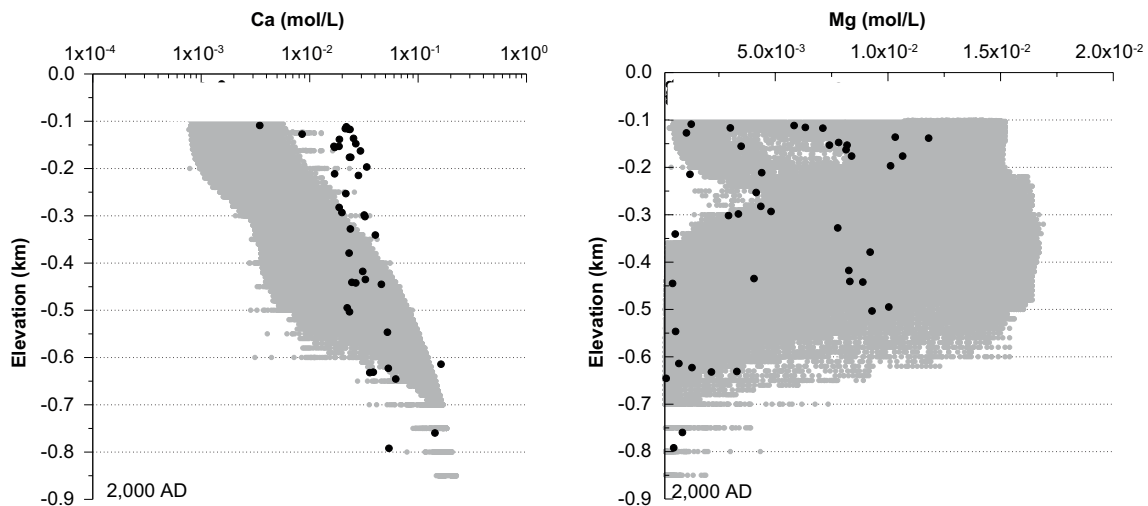 Ca (mol/L)
1x10⁻⁴ 1x10⁻³ 1x10⁻² 1x10⁻¹ 1x10⁰
0.0
-0.1
-0.2
-0.3
-0.4
-0.5
-0.6
-0.7
-0.8
-0.9
Elevation (km)
2,000 AD
Mg (mol/L)
5.0x10⁻³ 1.0x10⁻² 1.5x10⁻² 2.0x10⁻²
0.0
-0.1
-0.2
-0.3
-0.4
-0.5
-0.6
-0.7
-0.8
-0.9
Elevation (km)
2,000 AD